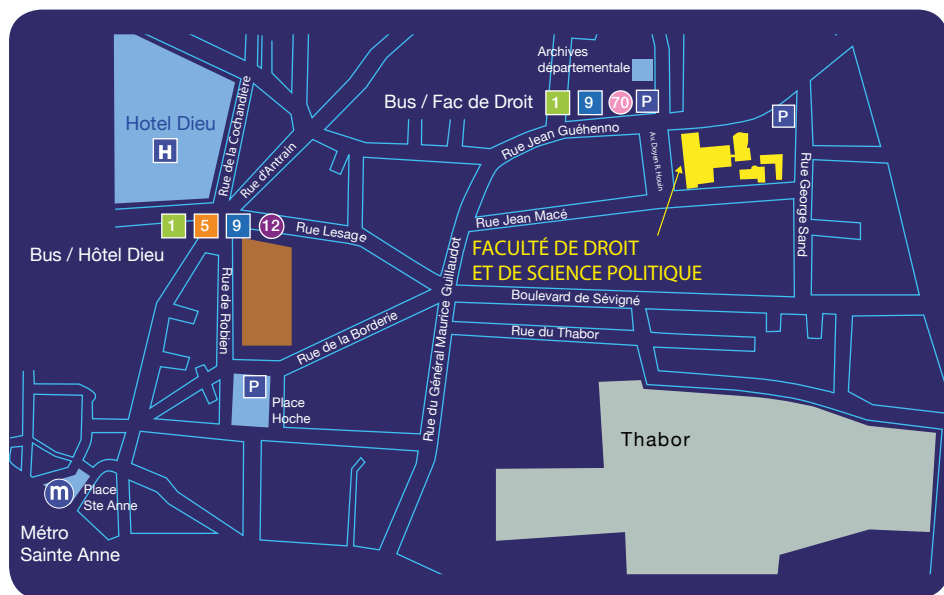 Archives
départementale
Bus / Fac de Droit 1 9 70 P
Hotel Dieu
H
Rue de la Cochardière
Rue d'Antrain
Rue Jean Guéhenno
Av. Doyen R. Houin
P
Rue George Sand
Rue Jean Macé
1 5 9 12
Bus / Hôtel Dieu
Rue Lesage
FACULTÉ DE DROIT
ET DE SCIENCE POLITIQUE
Boulevard de Sévigné
Rue du Thabor
Rue de Robien
Rue de la Borderie
Rue du Général Maurice Guillaudot
P
Place
Hoche
Thabor
m
Place
Ste Anne
Métro
Sainte Anne